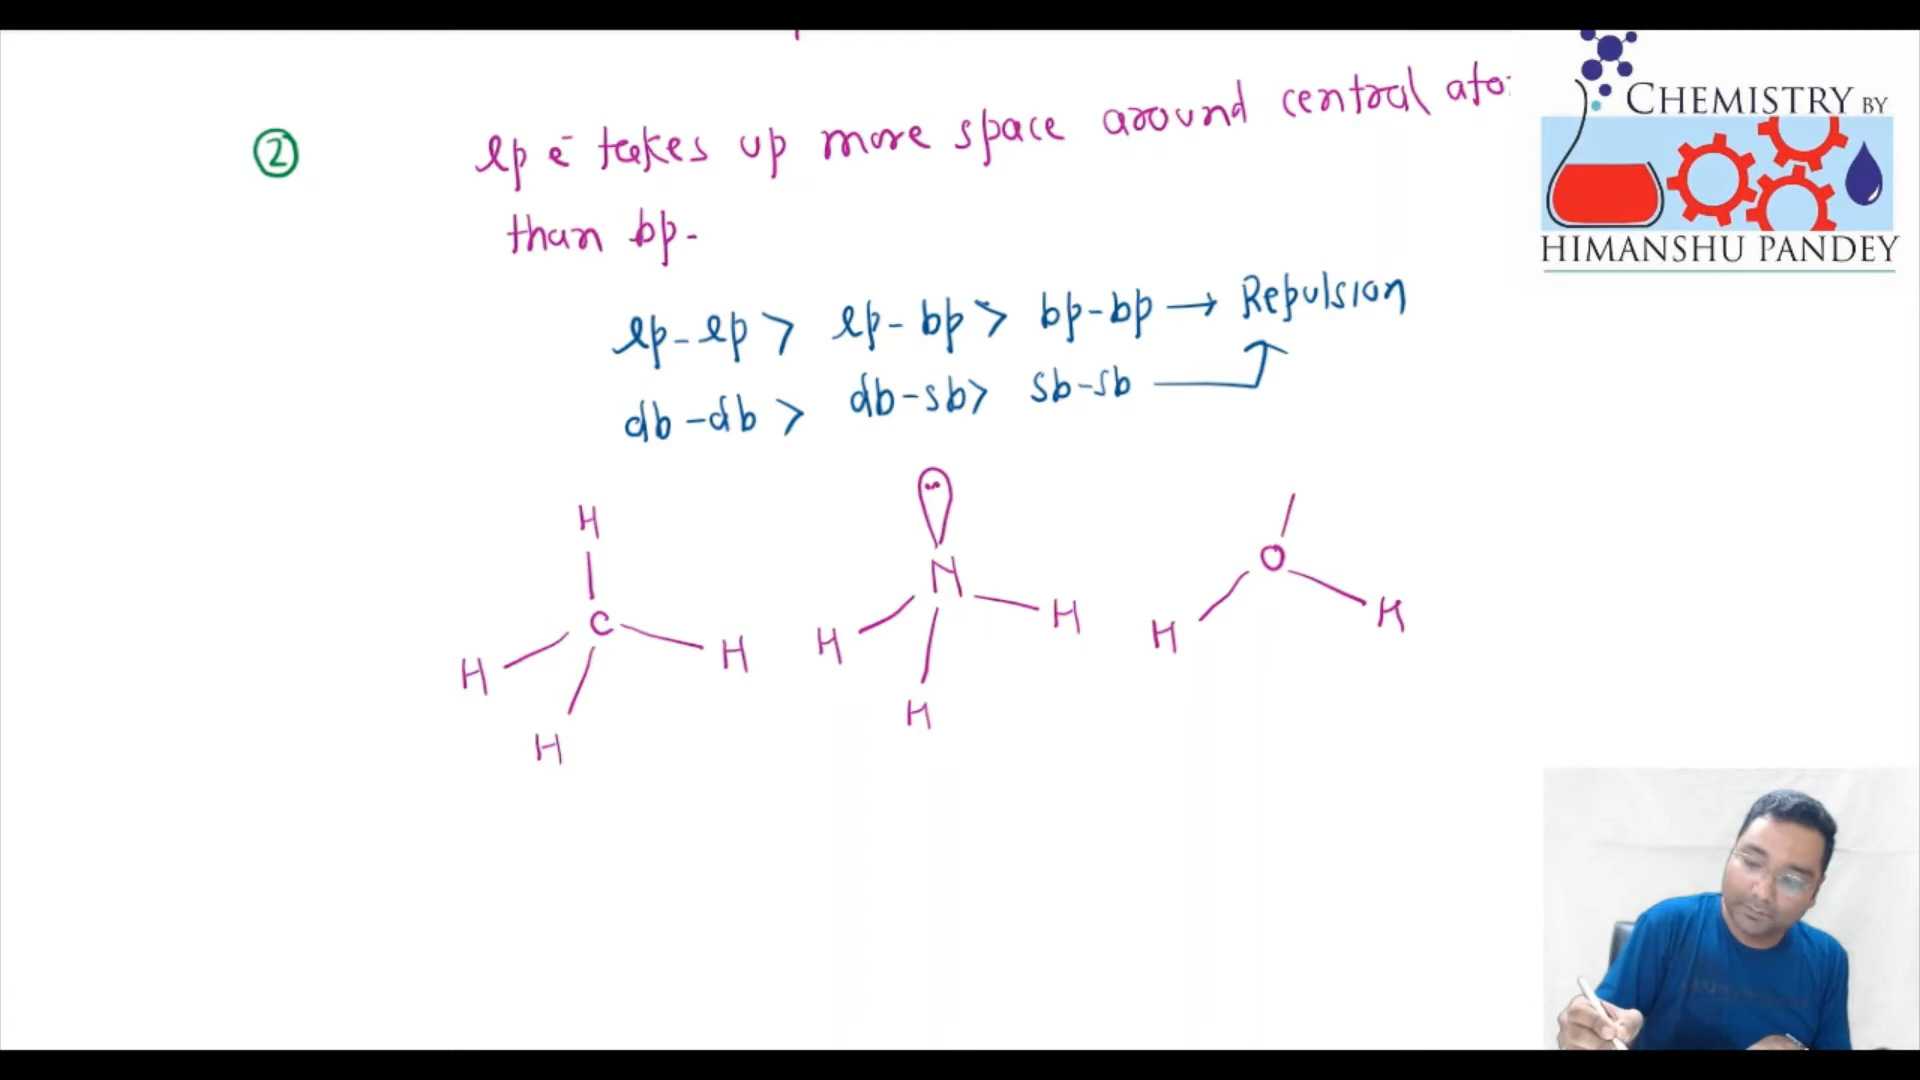 CHEMISTRY BY
HIMANSHU PANDEY
② lp e⁻ takes up more space around central ato
than bp-
lp-lp > lp-bp > bp-bp → Repulsion
db-db > db-sb > sb-sb
H
C
H
H
H
N
H
H
H
O
H
H